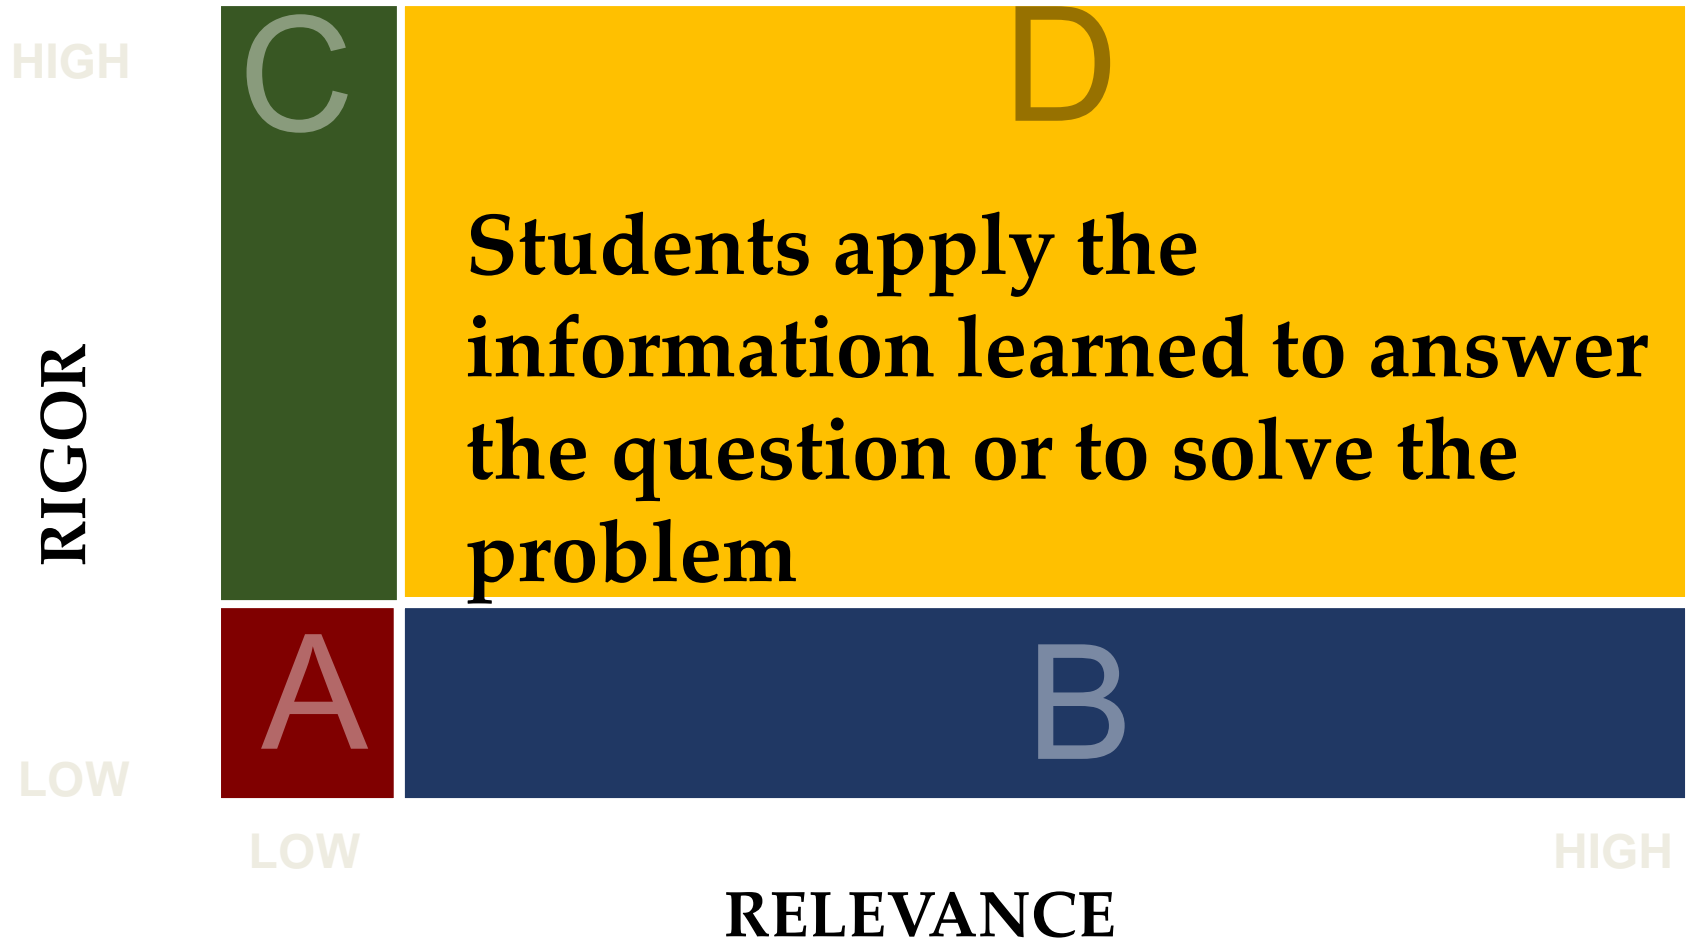 HIGH
C
D
Students apply the
information learned to answer
the question or to solve the
problem
RIGOR
A
B
LOW
LOW
HIGH
RELEVANCE